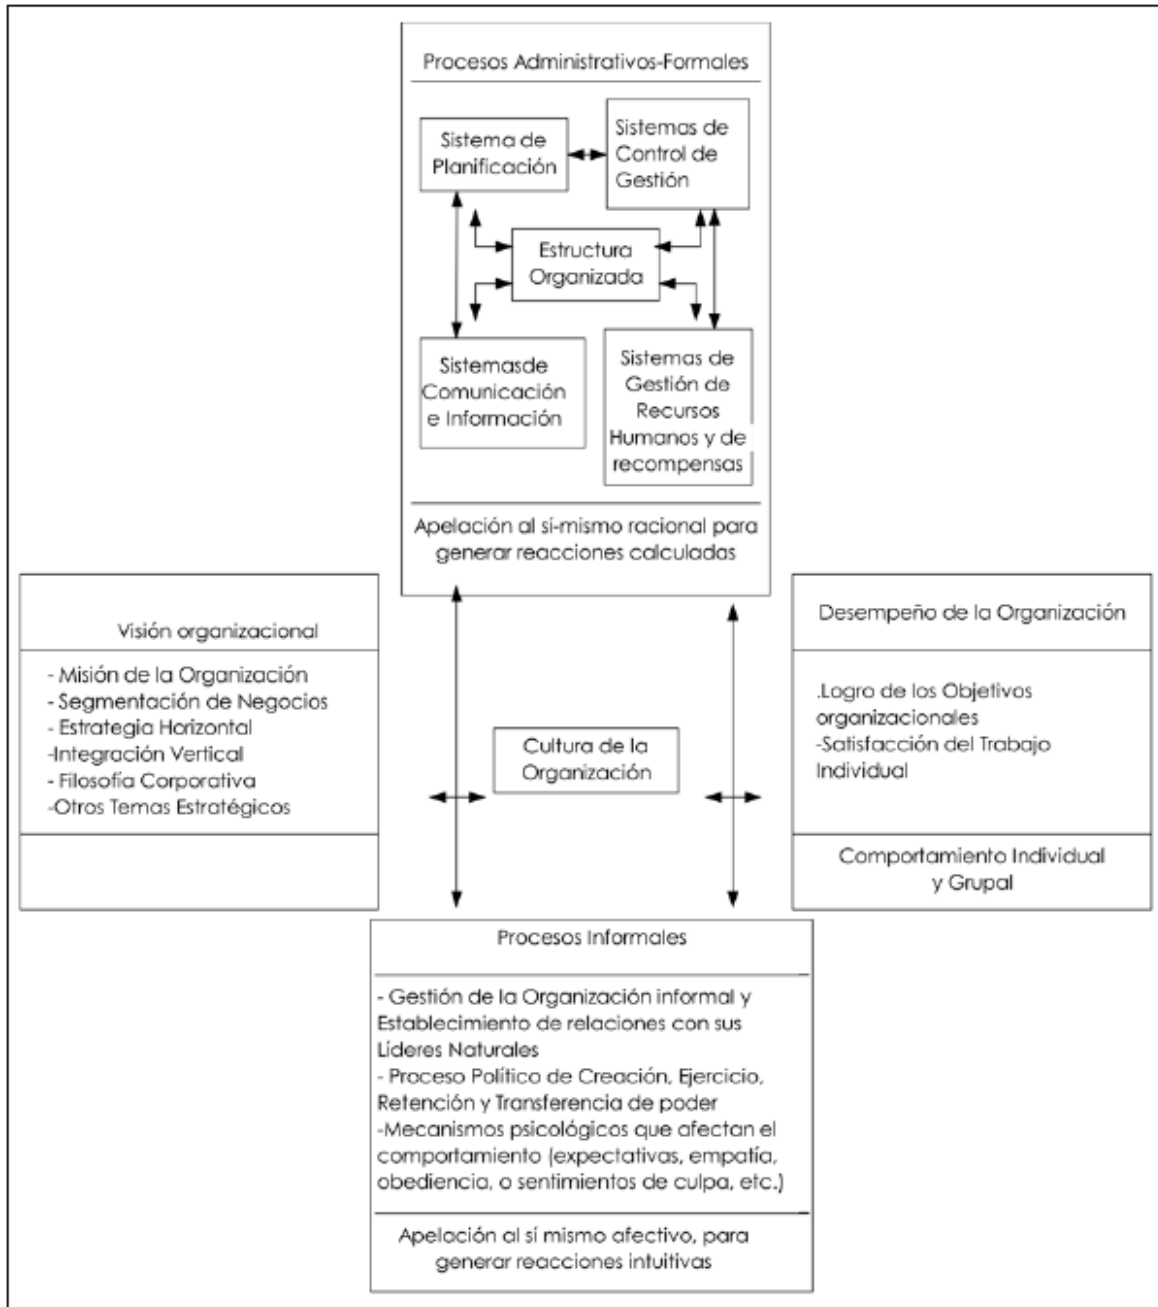 Procesos Administrativos-Formales
Sistema de
Planificación
Sistemas de
Control de
Gestión
Estructura
Organizada
Sistemasde
Comunicación
e Información
Sistemas de
Gestión de
Recursos
Humanos y de
recompensas
Apelación al sí-mismo racional para
generar reacciones calculadas
Visión organizacional
- Misión de la Organización
- Segmentación de Negocios
- Estrategia Horizontal
-Integración Vertical
- Filosofía Corporativa
-Otros Temas Estratégicos
Cultura de la
Organización
Desempeño de la Organización
.Logro de los Objetivos
organizacionales
-Satisfacción del Trabajo
Individual
Comportamiento Individual
y Grupal
Procesos Informales
- Gestión de la Organización informal y
Establecimiento de relaciones con sus
Líderes Naturales
- Proceso Político de Creación, Ejercicio,
Retención y Transferencia de poder
-Mecanismos psicológicos que afectan el
comportamiento (expectativas, empatía,
obediencia, o sentimientos de culpa, etc.)
Apelación al sí mismo afectivo, para
generar reacciones intuitivas